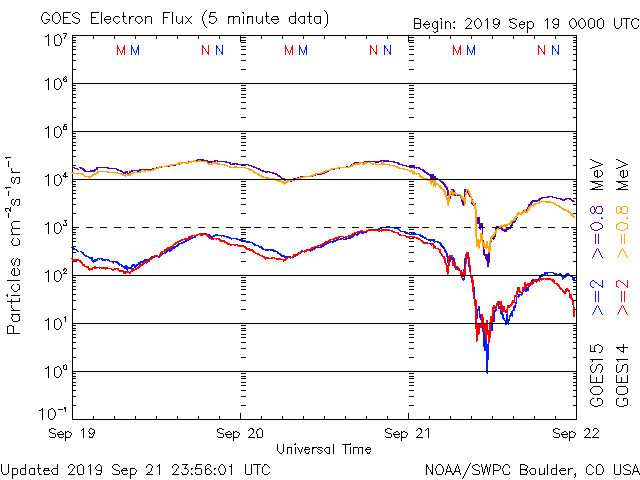 GOES Electron Flux (5 minute data)
Begin: 2019 Sep 19 0000 UTC
M M N N M M N N M M N N
10⁷
10⁶
10⁵
10⁴
10³
10²
10¹
10⁰
10⁻¹
Particles cm⁻²s⁻¹sr⁻¹
Sep 19 Sep 20 Sep 21 Sep 22
Universal Time
GOES15 >=2 >=0.8 MeV
GOES14 >=2 >=0.8 MeV
Updated 2019 Sep 21 23:56:01 UTC
NOAA/SWPC Boulder, CO USA